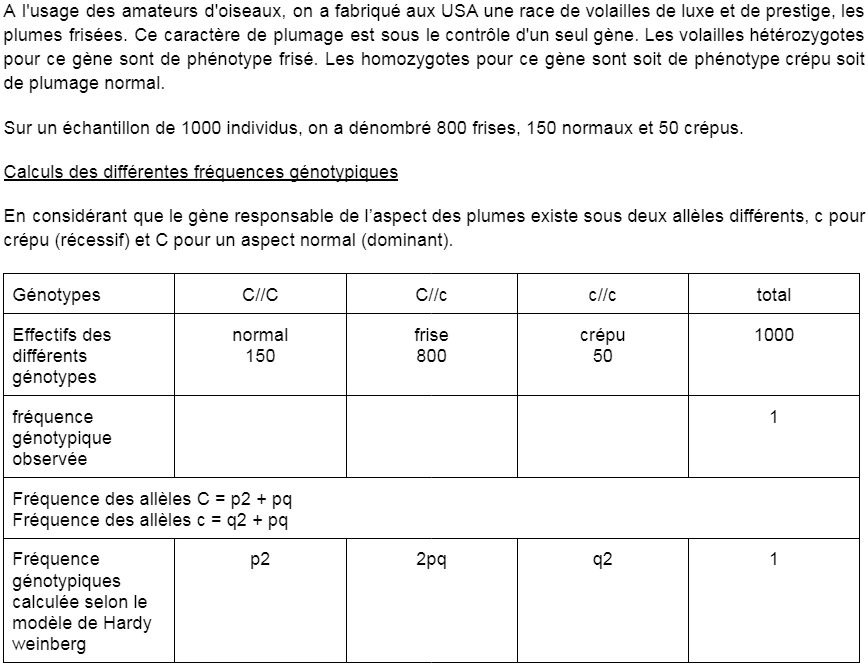 A l'usage des amateurs d'oiseaux, on a fabriqué aux USA une race de volailles de luxe et de prestige, les
plumes frisées. Ce caractère de plumage est sous le contrôle d'un seul gène. Les volailles hétérozygotes
pour ce gène sont de phénotype frisé. Les homozygotes pour ce gène sont soit de phénotype crépu soit
de plumage normal.
Sur un échantillon de 1000 individus, on a dénombré 800 frises, 150 normaux et 50 crépus.
Calculs des différentes fréquences génotypiques
En considérant que le gène responsable de l’aspect des plumes existe sous deux allèles différents, c pour
crépu (récessif) et C pour un aspect normal (dominant).
Génotypes C//C C//c c//c total
Effectifs des normal frise crépu 1000
différents 150 800 50
génotypes
fréquence 1
génotypique
observée
Fréquence des allèles C = p2 + pq
Fréquence des allèles c = q2 + pq
Fréquence p2 2pq q2 1
génotypiques
calculée selon le
modèle de Hardy
weinberg